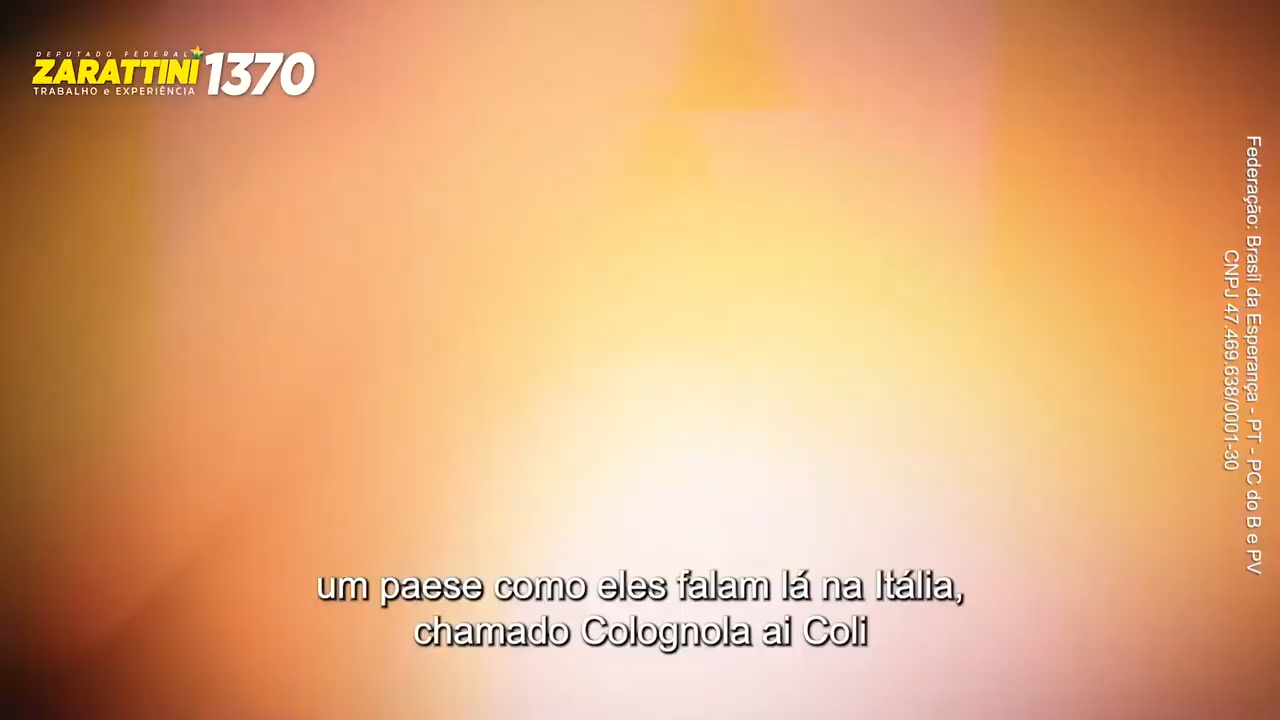 DEPUTADO FEDERAL
ZARATTINI 1370
TRABALHO e EXPERIÊNCIA
Federação: Brasil da Esperança - PT - PC do B e PV
CNPJ 47.469.638/0001-30
um paese como eles falam lá na Itália,
chamado Colognola ai Coli